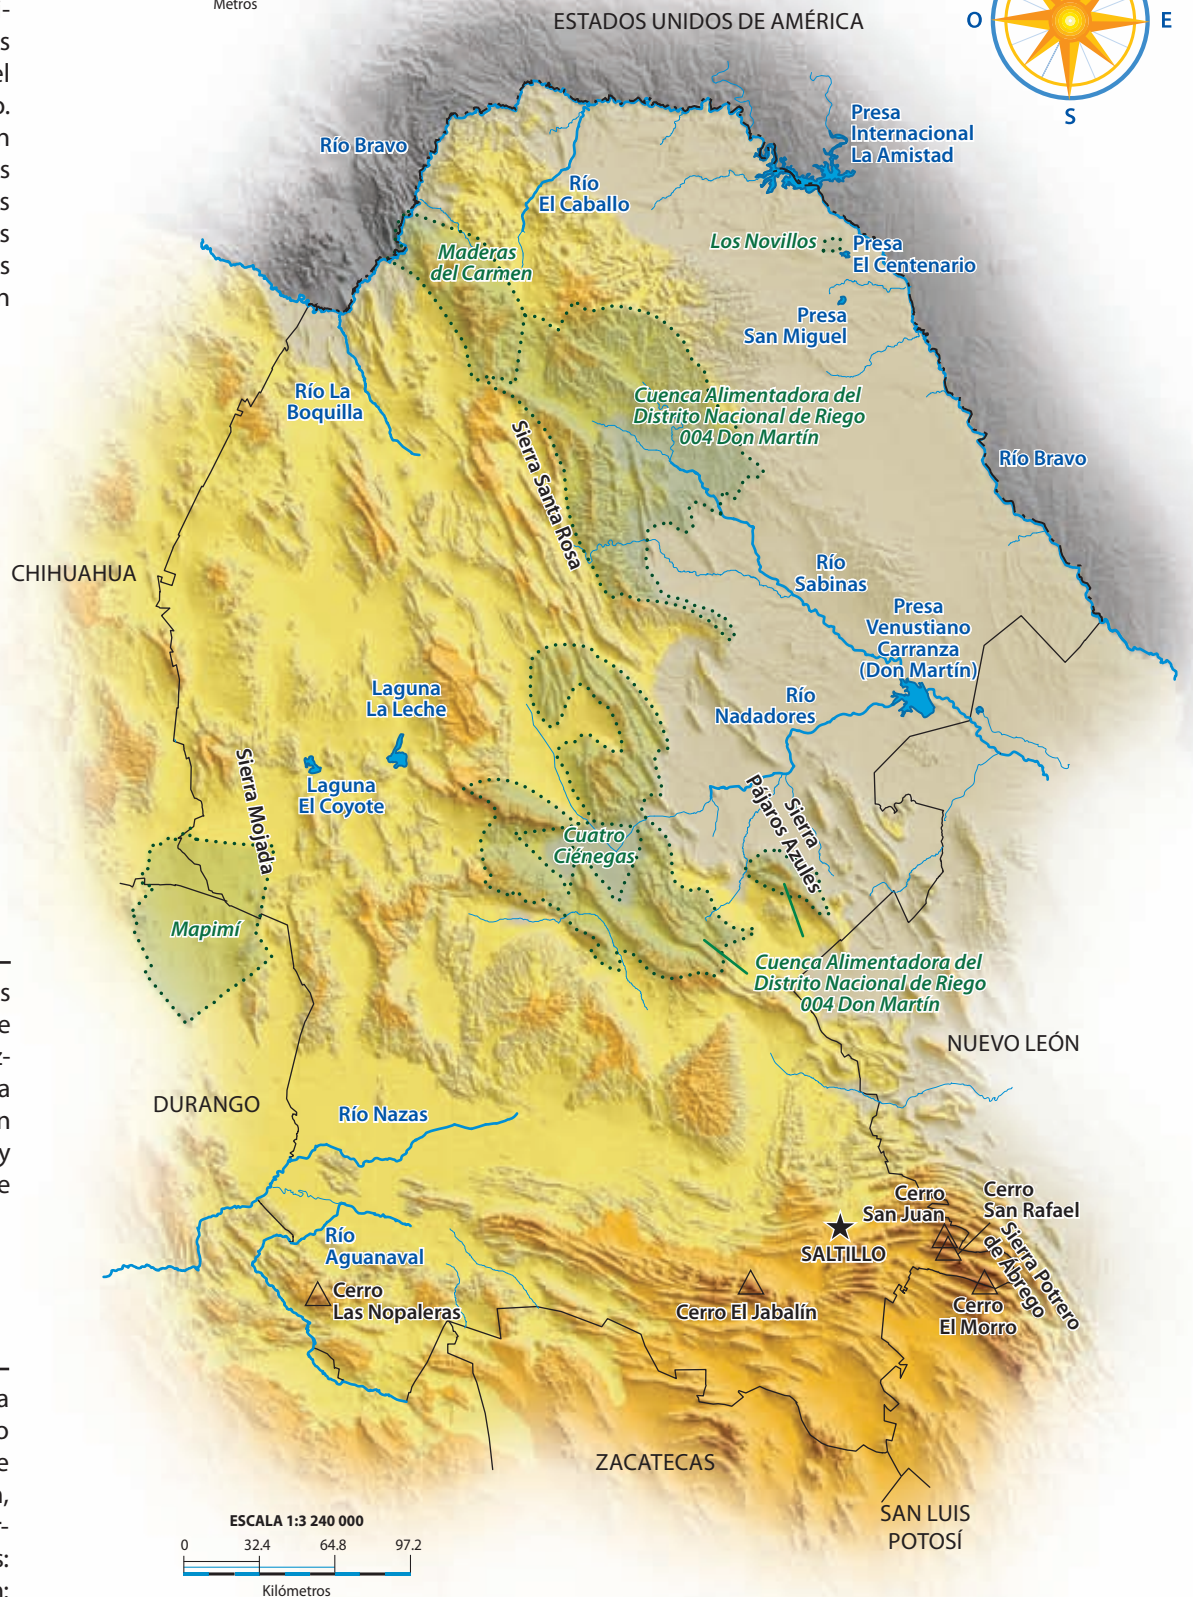 Metros
ESTADOS UNIDOS DE AMÉRICA
O
E
S
Presa
Internacional
La Amistad
Río Bravo
Río
El Caballo
Los Novillos
Presa
El Centenario
Maderas
del Carmen
Presa
San Miguel
Río La
Boquilla
Cuenca Alimentadora del
Distrito Nacional de Riego
004 Don Martín
Sierra Santa Rosa
Río Bravo
CHIHUAHUA
Río
Sabinas
Presa
Venustiano
Carranza
(Don Martín)
Laguna
La Leche
Río
Nadadores
Sierra Mojada
Laguna
El Coyote
Sierra
Pájaros Azules
Cuatro
Ciénegas
Mapimí
Cuenca Alimentadora del
Distrito Nacional de Riego
004 Don Martín
NUEVO LEÓN
DURANGO
Río Nazas
Cerro
San Juan
Cerro
San Rafael
SALTILLO
Sierra Potrero
de Ábrego
Río
Aguanaval
Cerro
Las Nopaleras
Cerro El Jabalín
Cerro
El Morro
ZACATECAS
SAN LUIS
POTOSÍ
ESCALA 1:3 240 000
0 32.4 64.8 97.2
Kilómetros